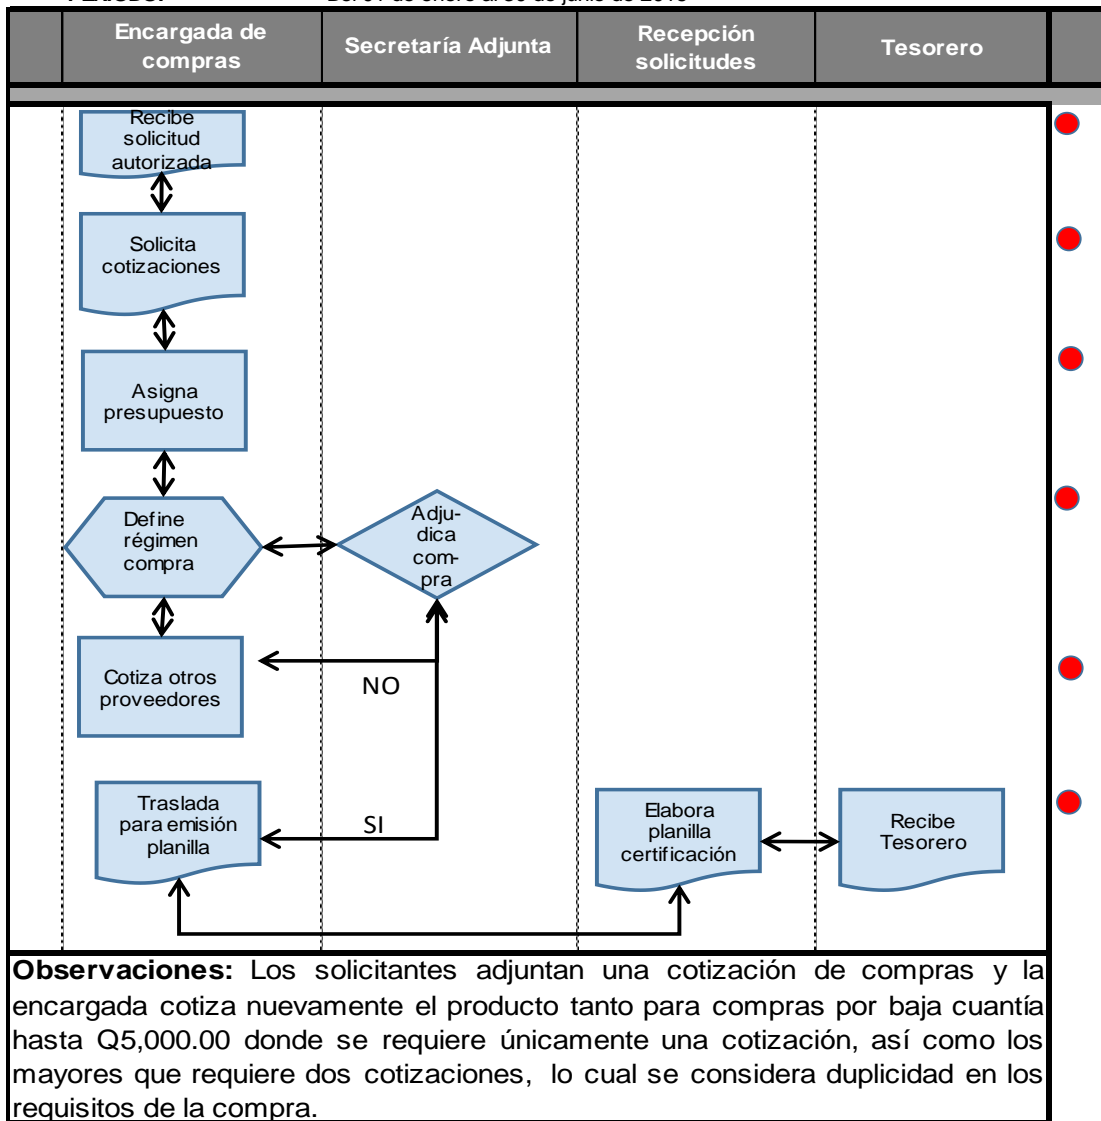 Encargada de
compras
Secretaría Adjunta
Recepción
solicitudes
Tesorero
Recibe
solicitud
autorizada
Solicita
cotizaciones
Asigna
presupuesto
Define
régimen
compra
Adju-
dica
com-
pra
Cotiza otros
proveedores
NO
Traslada
para emisión
planilla
SI
Elabora
planilla
certificación
Recibe
Tesorero
Observaciones: Los solicitantes adjuntan una cotización de compras y la
encargada cotiza nuevamente el producto tanto para compras por baja cuantía
hasta Q5,000.00 donde se requiere únicamente una cotización, así como los
mayores que requiere dos cotizaciones, lo cual se considera duplicidad en los
requisitos de la compra.